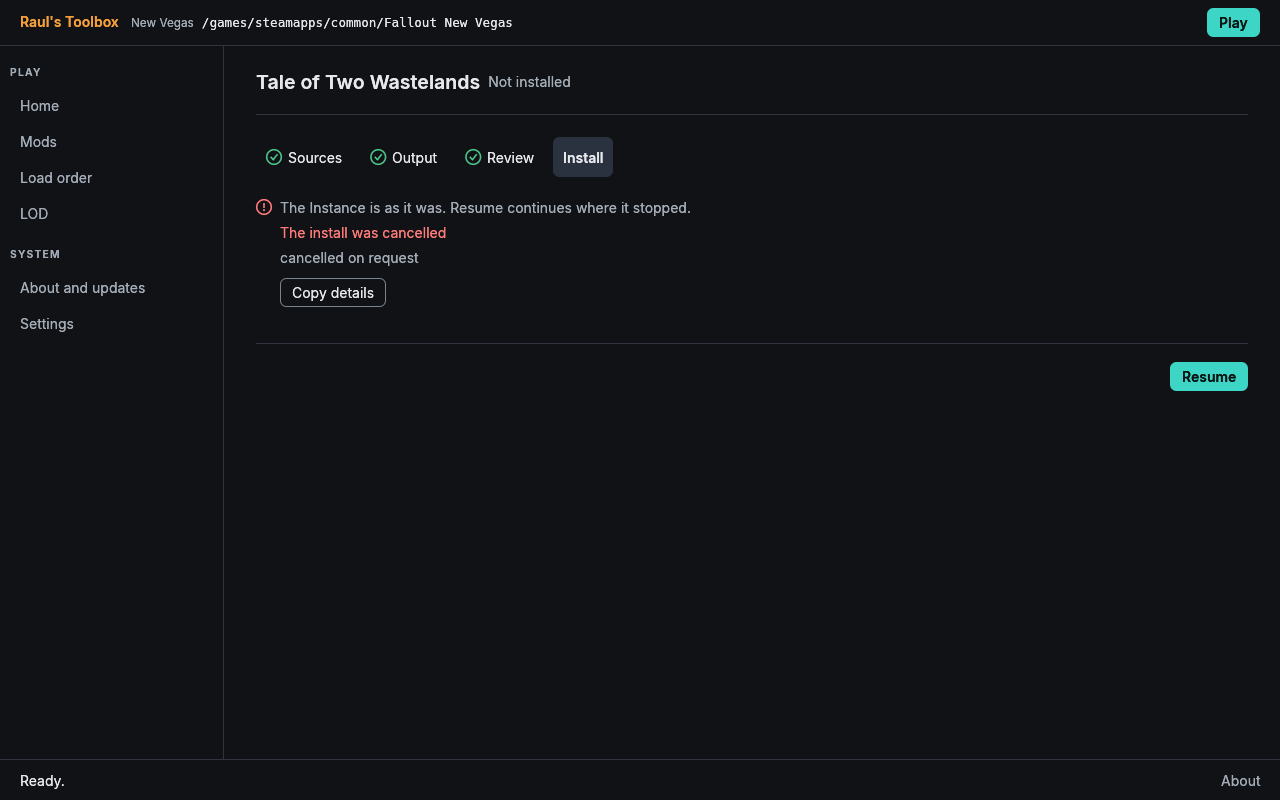 Raul's Toolbox New Vegas /games/steamapps/common/Fallout New Vegas Play
PLAY
Home
Mods
Load order
LOD
SYSTEM
About and updates
Settings
Tale of Two Wastelands Not installed
Sources Output Review Install
The Instance is as it was. Resume continues where it stopped.
The install was cancelled
cancelled on request
Copy details
Resume
Ready. About